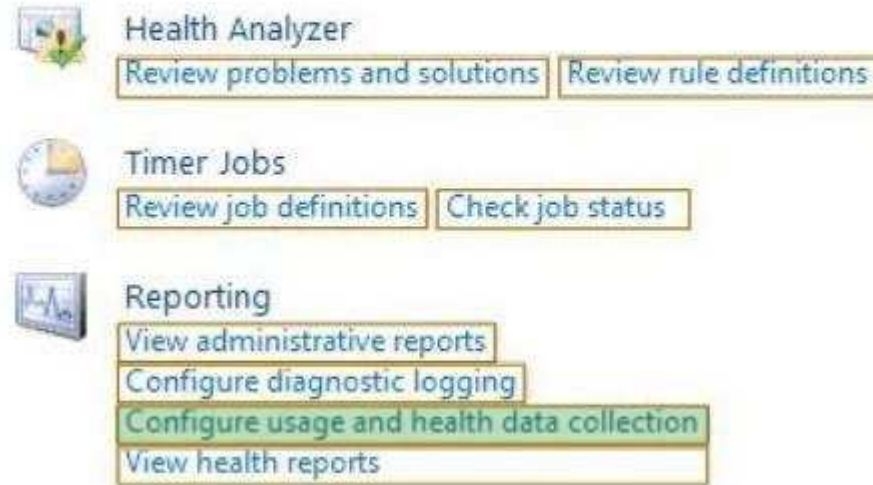 Health Analyzer
Review problems and solutions Review rule definitions
Timer Jobs
Review job definitions Check job status
Reporting
View administrative reports
Configure diagnostic logging
Configure usage and health data collection
View health reports